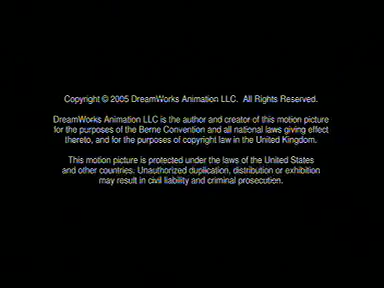 Copyright © 2005 DreamWorks Animation LLC. All Rights Reserved.
DreamWorks Animation LLC is the author and creator of this motion picture
for the purposes of the Berne Convention and all national laws giving effect
thereto, and for the purposes of copyright law in the United Kingdom.
This motion picture is protected under the laws of the United States
and other countries. Unauthorized duplication, distribution or exhibition
may result in civil liability and criminal prosecution.